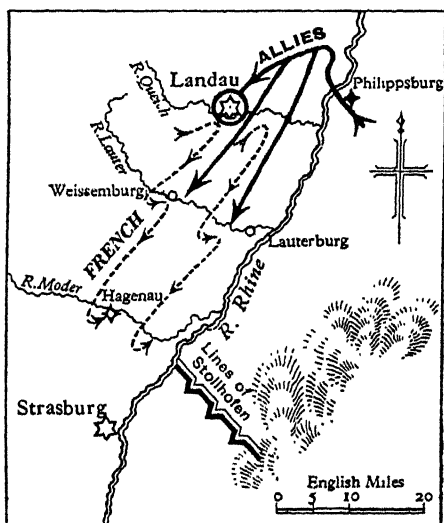 ALLIES
Landau
Philippsburg
R. Queich
R. Lauter
Weissemburg
FRENCH
Lauterburg
R. Moder
Hagenau
R. Rhine
Lines of
Stollhofen
Strasburg
English Miles
0 5 10 20